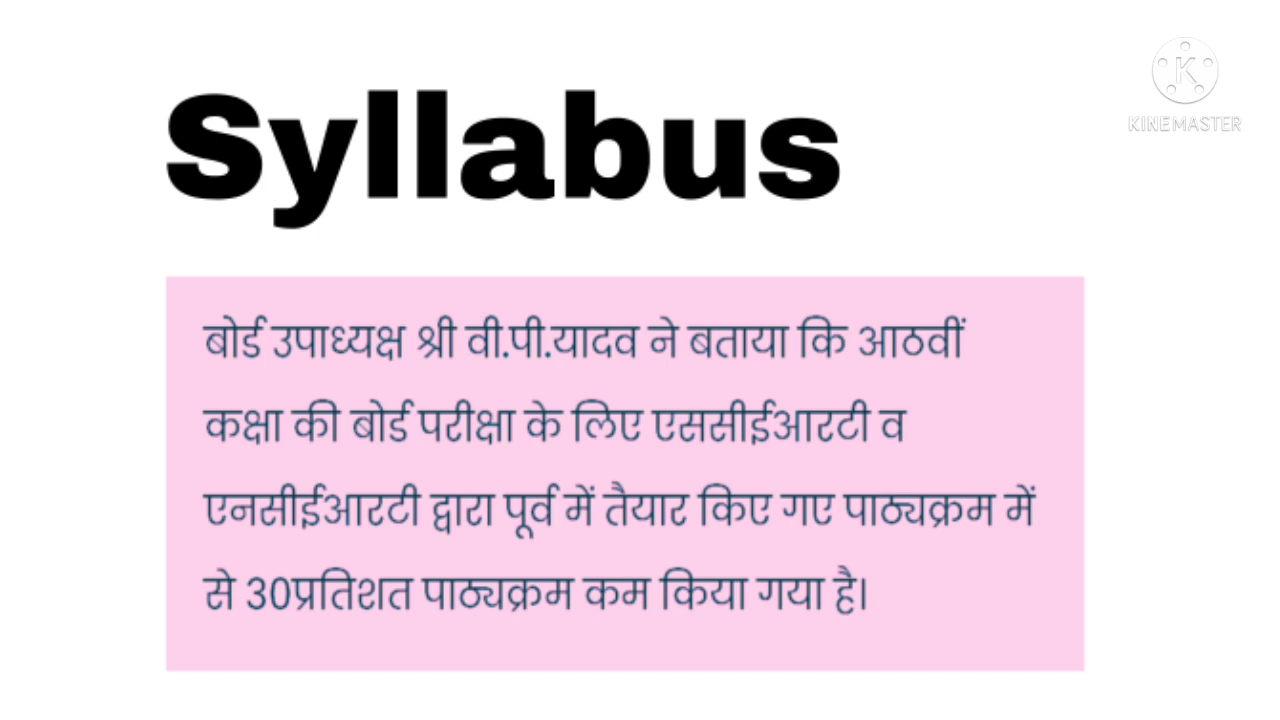 Syllabus
K
KINEMASTER
बोर्ड उपाध्यक्ष श्री वी.पी.यादव ने बताया कि आठवीं
कक्षा की बोर्ड परीक्षा के लिए एससीईआरटी व
एनसीईआरटी द्वारा पूर्व में तैयार किए गए पाठ्यक्रम में
से 30प्रतिशत पाठ्यक्रम कम किया गया है।